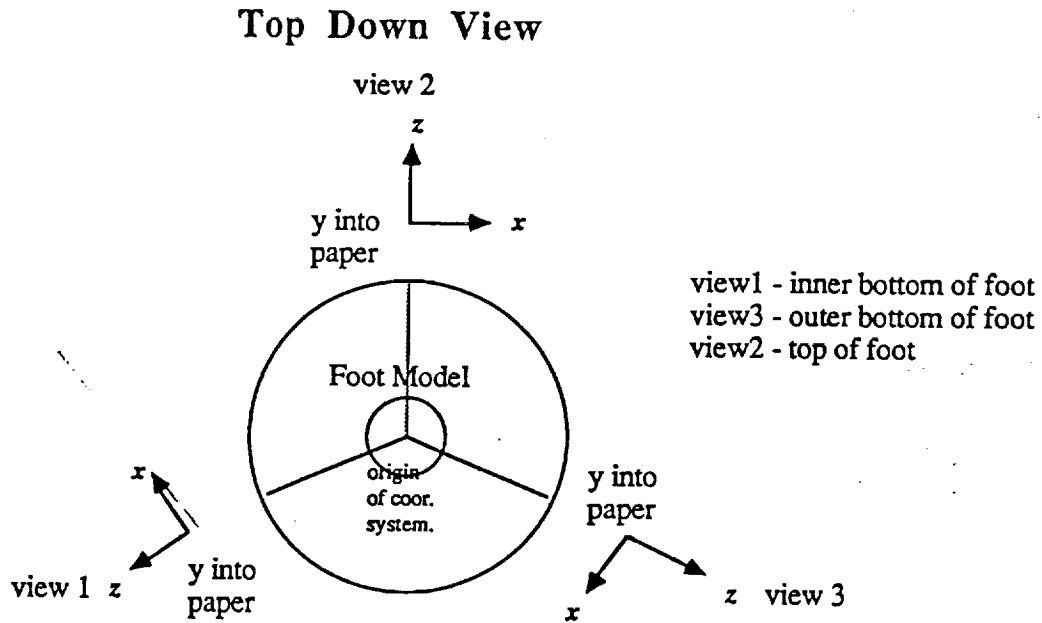 Top Down View
view 2
z
y into
paper
x
view1 - inner bottom of foot
view3 - outer bottom of foot
view2 - top of foot
Foot Model
origin
of coor.
system.
x
y into
paper
view 1 z
y into
paper
x
z view 3